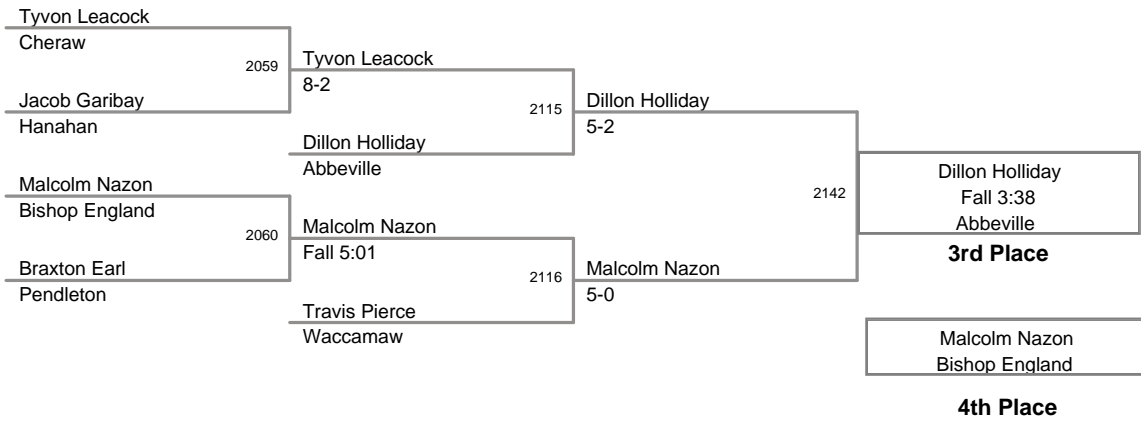 Tyvon Leacock
Cheraw
2059
Tyvon Leacock
8-2
Jacob Garibay
Hanahan
2115
Dillon Holliday
5-2
Dillon Holliday
Abbeville
Malcolm Nazon
Bishop England
2142
Dillon Holliday
Fall 3:38
Abbeville
3rd Place
2060
Malcolm Nazon
Fall 5:01
Braxton Earl
Pendleton
2116
Malcolm Nazon
5-0
Travis Pierce
Waccamaw
Malcolm Nazon
Bishop England
4th Place